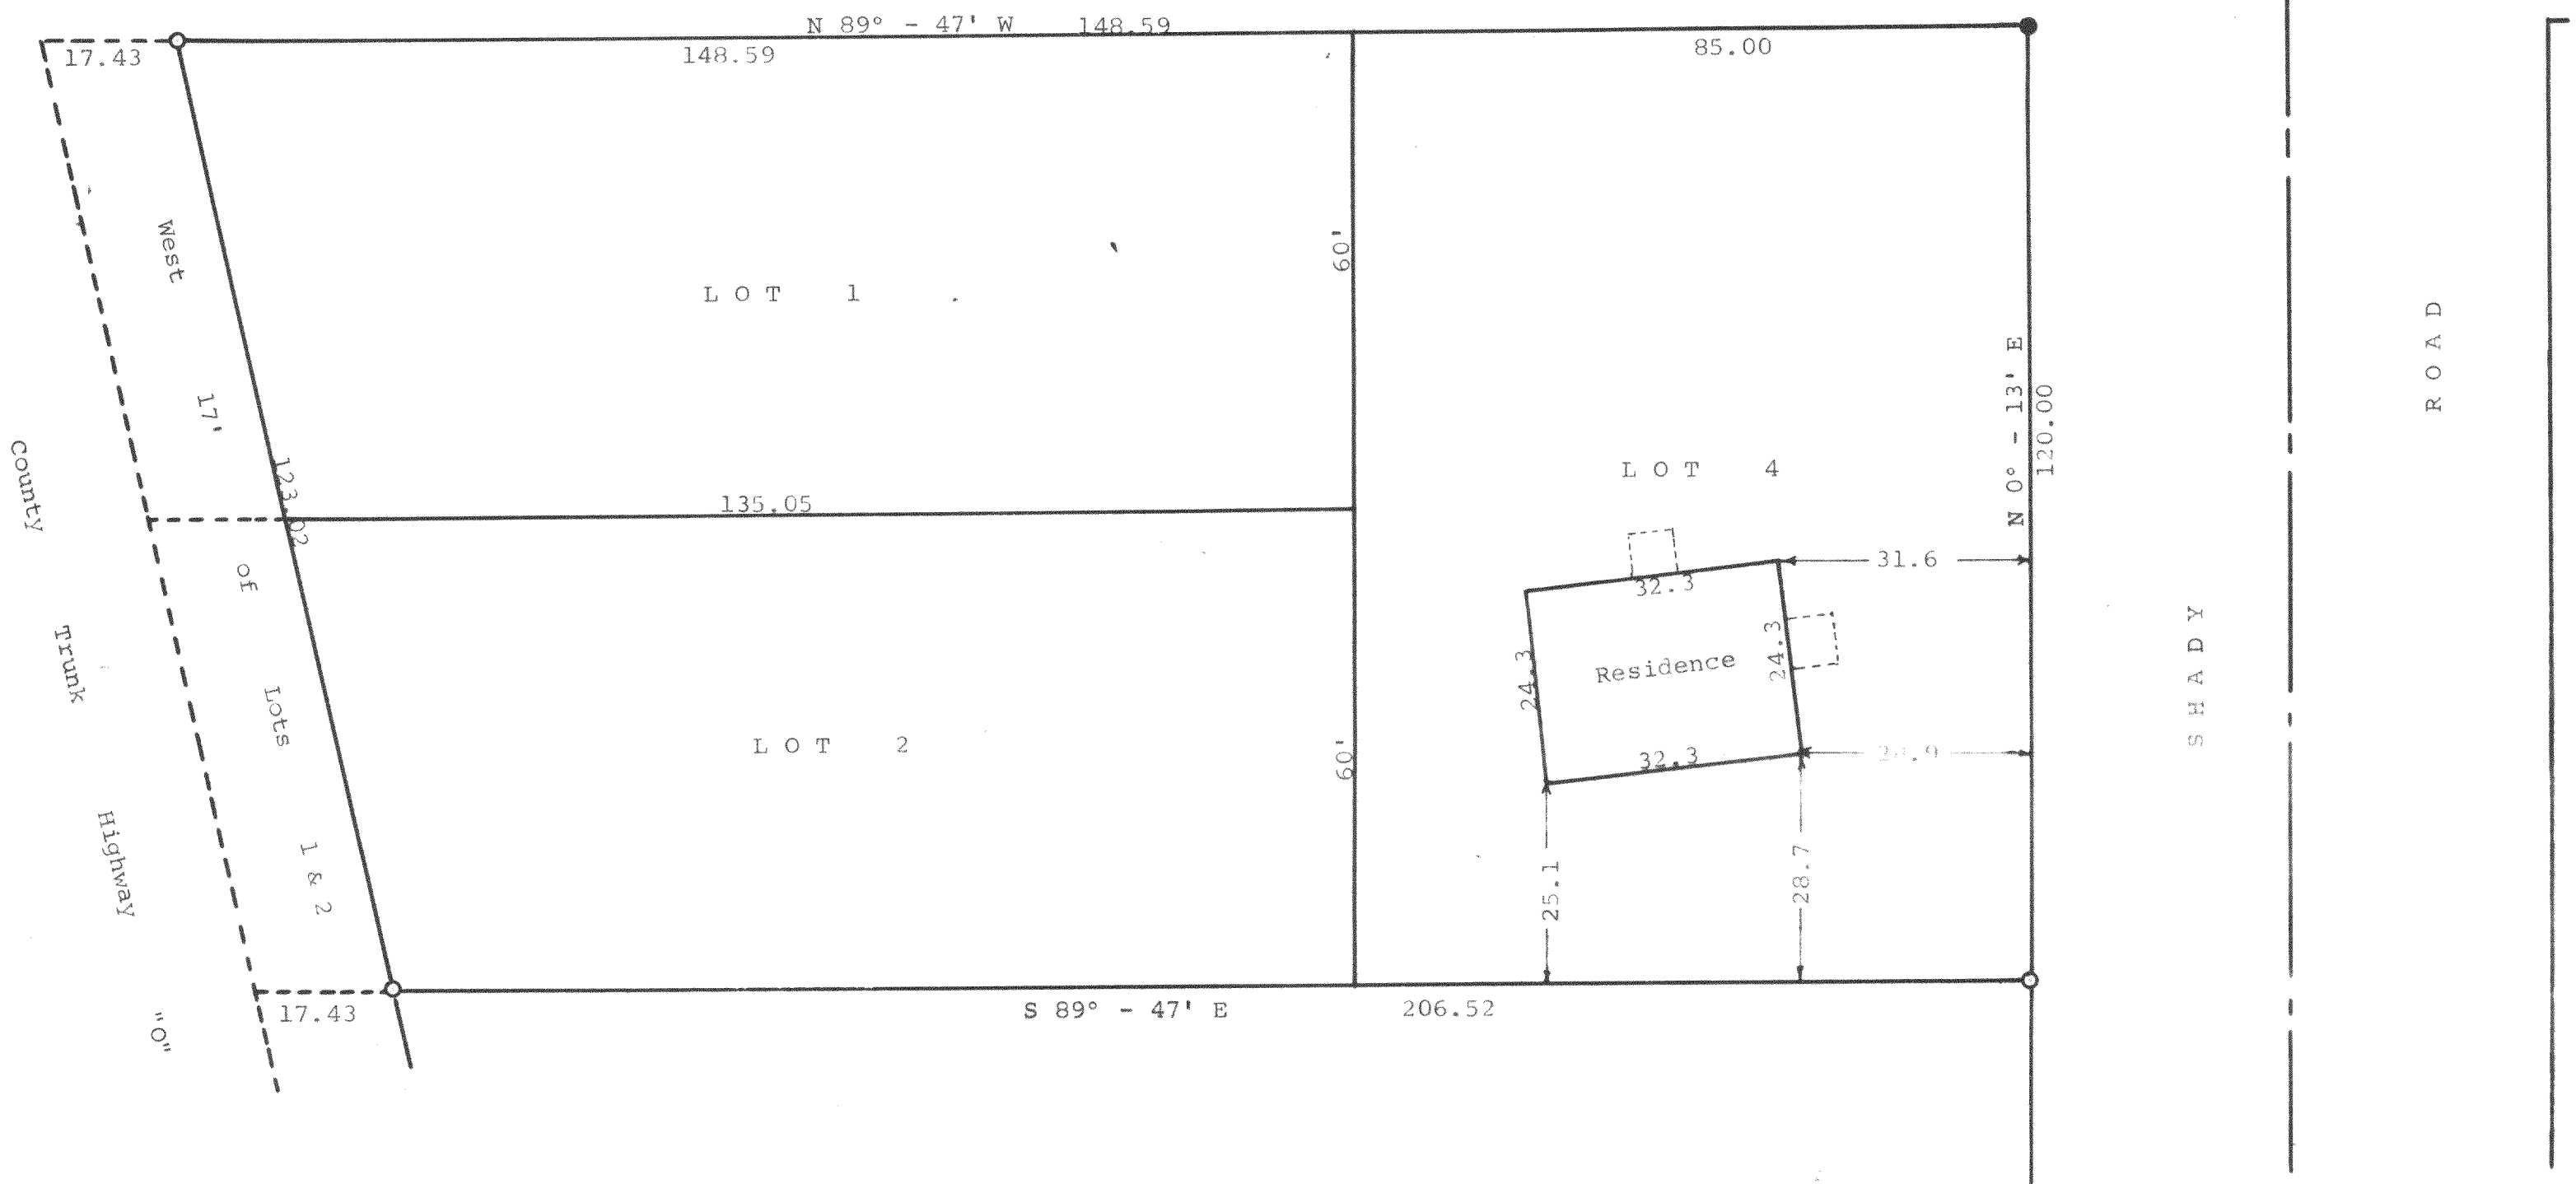 N 89° - 47' W 148.59
17.43
148.59
85.00
West 17' of Lots 1 & 2
123.02
County Trunk Highway "O"
LOT 1
60'
135.05
LOT 2
60'
LOT 4
N 0° - 13' E
120.00
31.6
32.3
24.3
Residence
24.3
32.3
25.1
28.7
17.43
S 89° - 47' E 206.52
SHADY ROAD